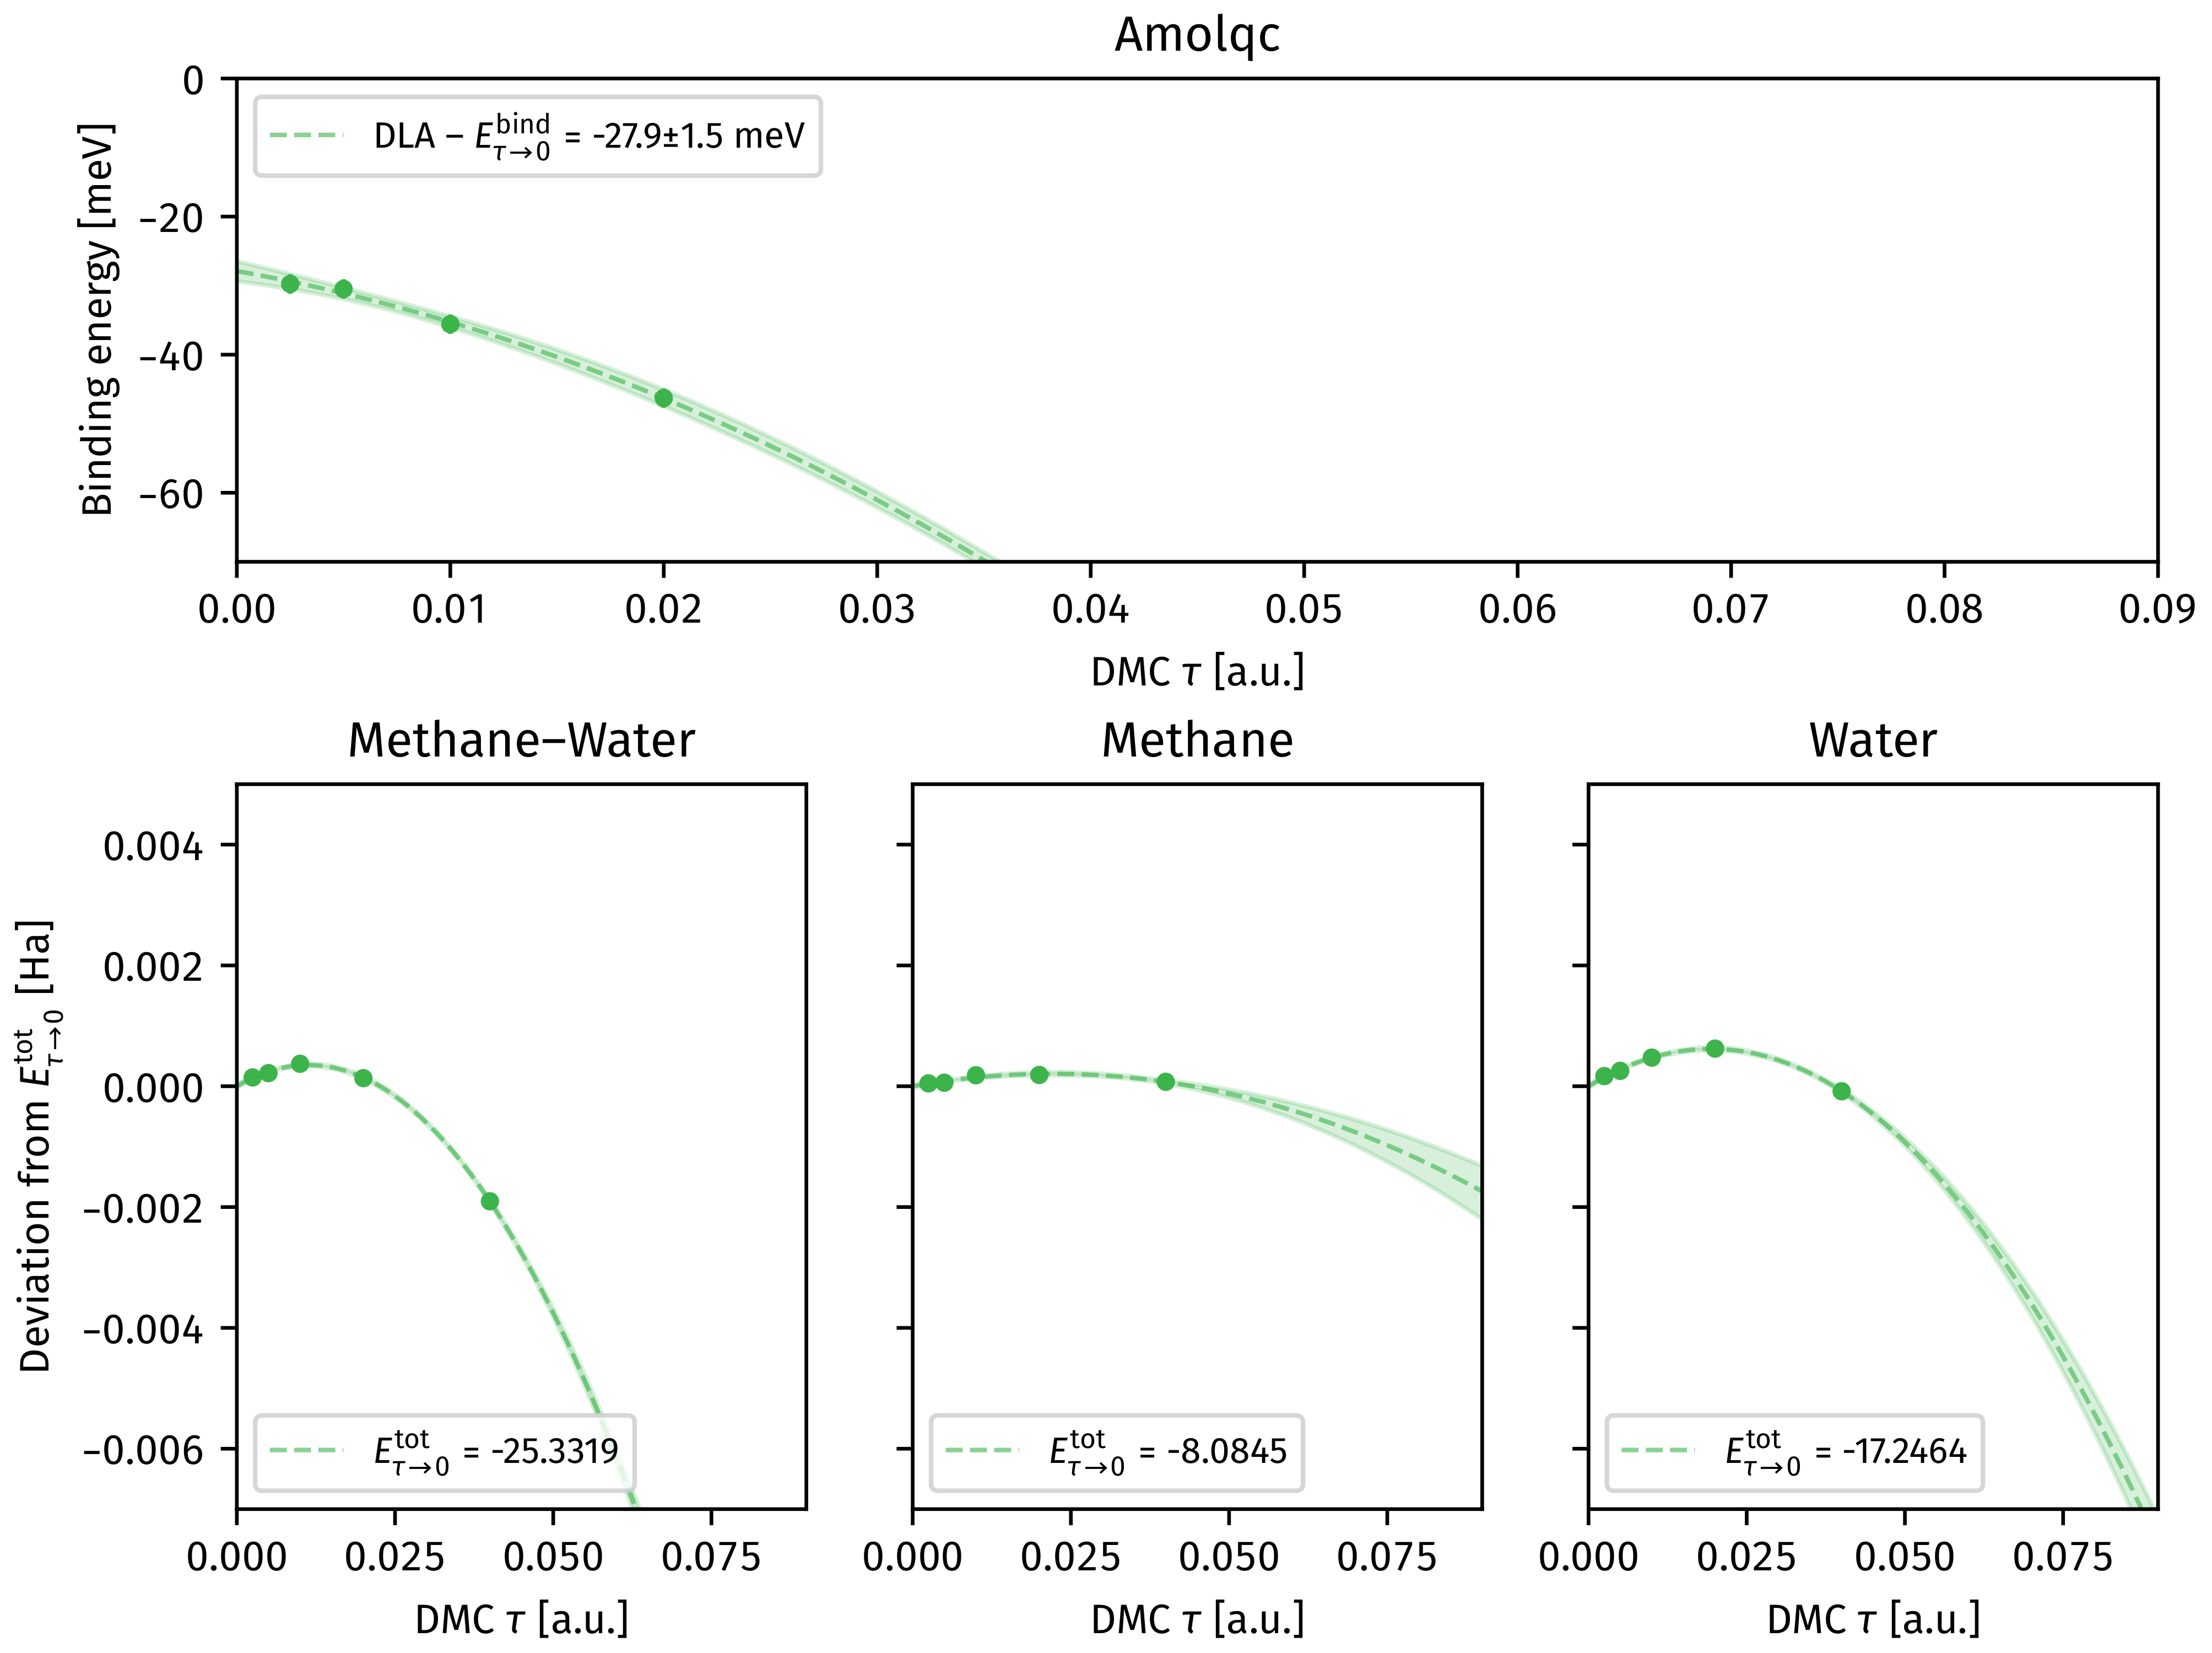 Amolqc
Binding energy [meV]
0
-20
-40
-60
DLA – E^bind_τ→0 = -27.9±1.5 meV
0.00 0.01 0.02 0.03 0.04 0.05 0.06 0.07 0.08 0.09
DMC τ [a.u.]
Methane–Water
Methane
Water
Deviation from E^tot_τ→0 [Ha]
0.004
0.002
0.000
−0.002
−0.004
−0.006
E^tot_τ→0 = -25.3319
E^tot_τ→0 = -8.0845
E^tot_τ→0 = -17.2464
0.000 0.025 0.050 0.075
0.000 0.025 0.050 0.075
0.000 0.025 0.050 0.075
DMC τ [a.u.]
DMC τ [a.u.]
DMC τ [a.u.]